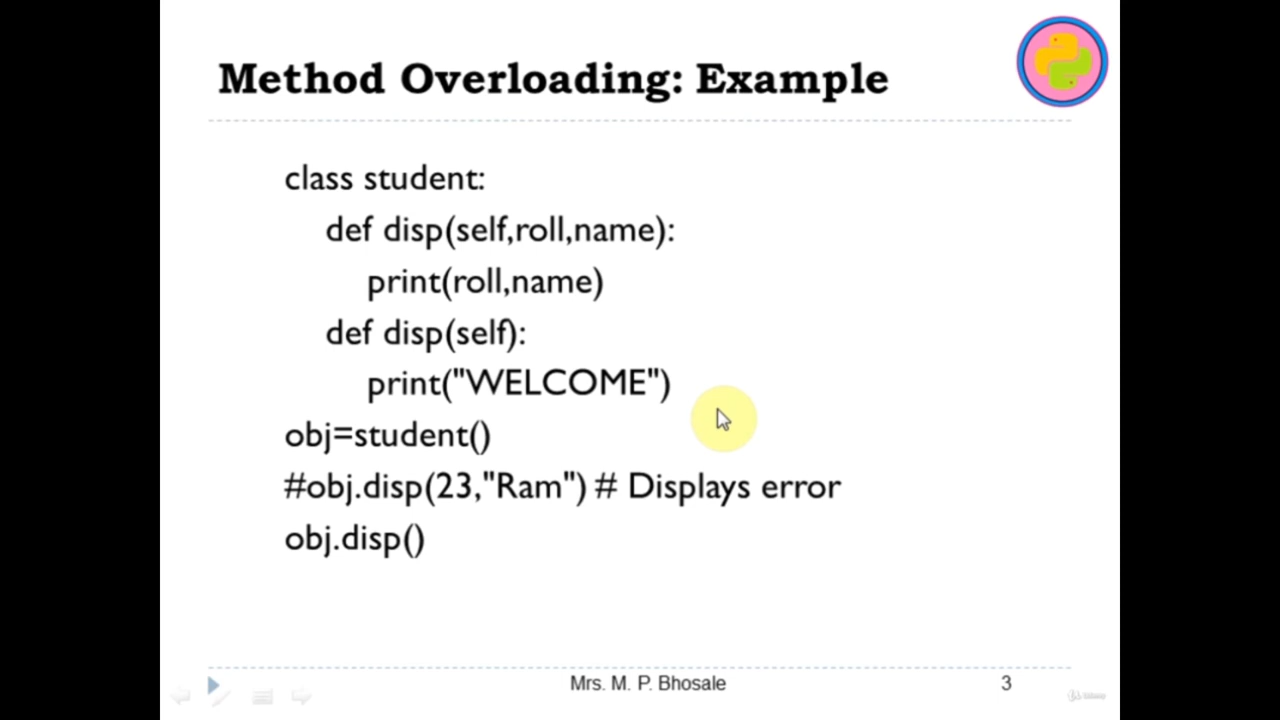 Method Overloading: Example
class student:
def disp(self,roll,name):
print(roll,name)
def disp(self):
print("WELCOME")
obj=student()
#obj.disp(23,"Ram") # Displays error
obj.disp()
Mrs. M. P. Bhosale
3